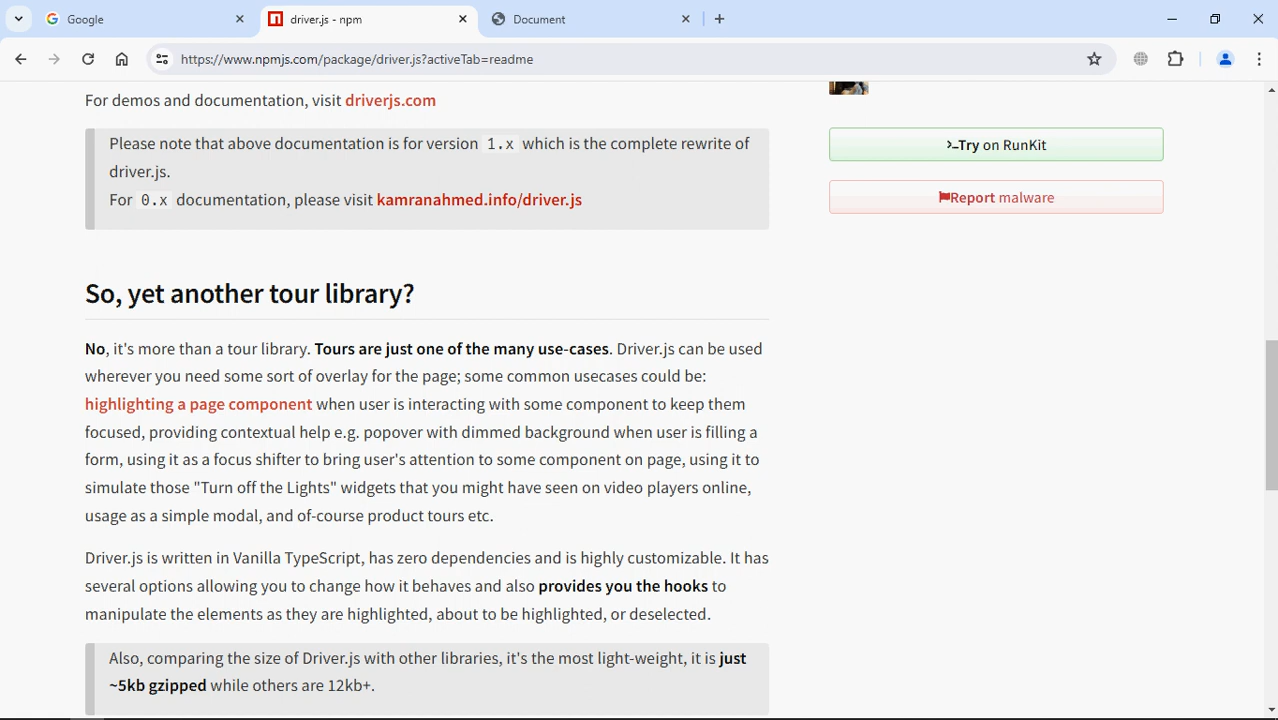 Google
driver.js - npm
Document
https://www.npmjs.com/package/driver.js?activeTab=readme
For demos and documentation, visit driverjs.com
Please note that above documentation is for version 1.x which is the complete rewrite of
driver.js.
For 0.x documentation, please visit kamranahmed.info/driver.js
Try on RunKit
Report malware
So, yet another tour library?
No, it's more than a tour library. Tours are just one of the many use-cases. Driver.js can be used
wherever you need some sort of overlay for the page; some common usecases could be:
highlighting a page component when user is interacting with some component to keep them
focused, providing contextual help e.g. popover with dimmed background when user is filling a
form, using it as a focus shifter to bring user's attention to some component on page, using it to
simulate those "Turn off the Lights" widgets that you might have seen on video players online,
usage as a simple modal, and of-course product tours etc.
Driver.js is written in Vanilla TypeScript, has zero dependencies and is highly customizable. It has
several options allowing you to change how it behaves and also provides you the hooks to
manipulate the elements as they are highlighted, about to be highlighted, or deselected.
Also, comparing the size of Driver.js with other libraries, it's the most light-weight, it is just
~5kb gzipped while others are 12kb+.